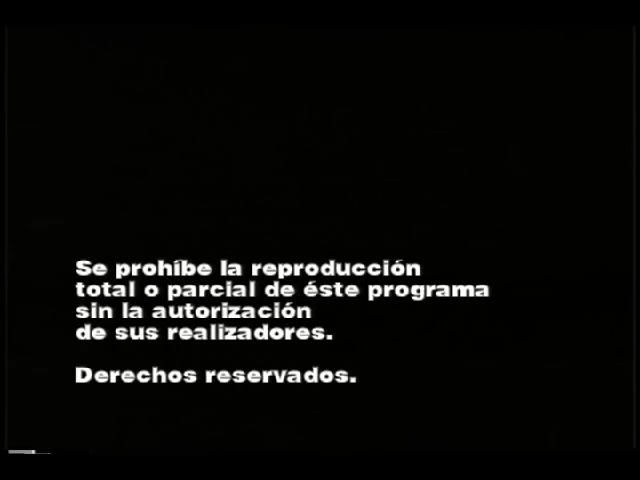 Se prohíbe la reproducción
total o parcial de éste programa
sin la autorización
de sus realizadores.
Derechos reservados.